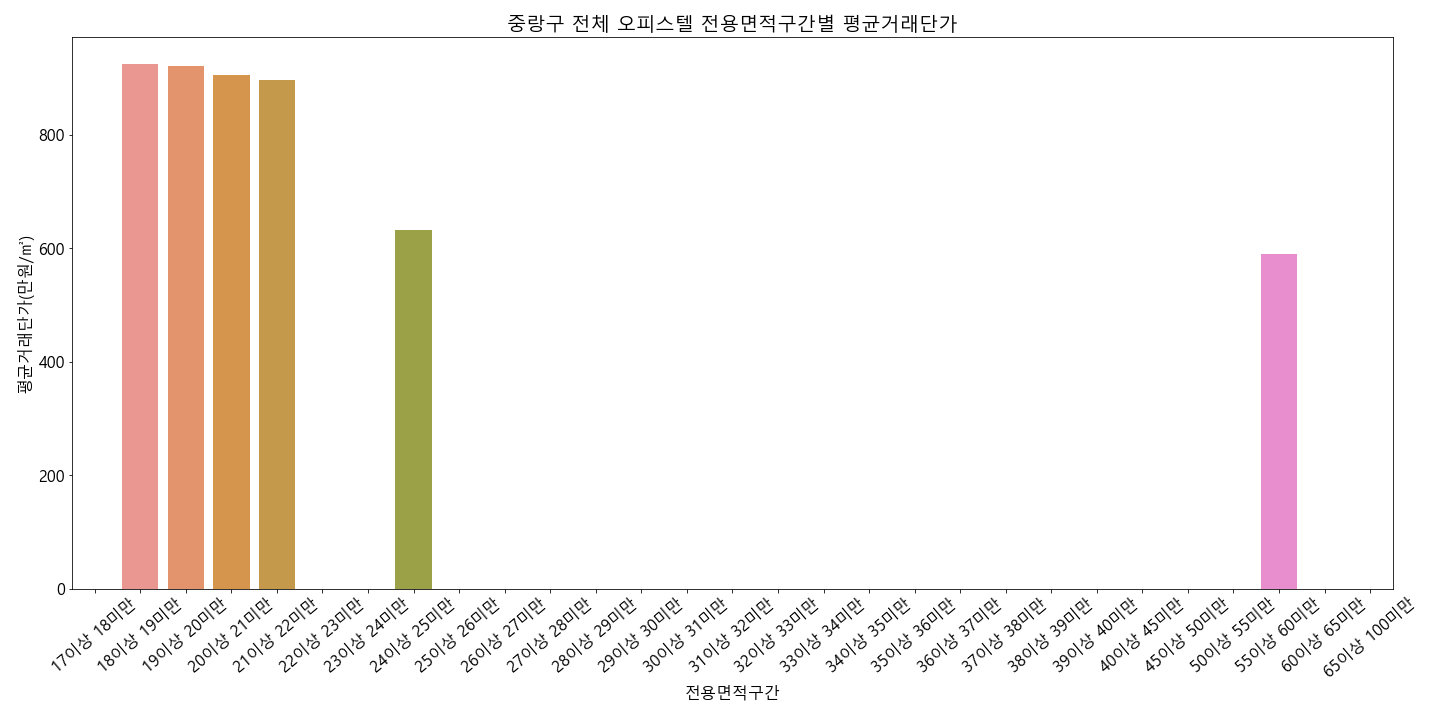 중랑구 전체 오피스텔 전용면적구간별 평균거래단가
평균거래단가(만원/㎡)
800
600
400
200
0
17이상 18미만
18이상 19미만
19이상 20미만
20이상 21미만
21이상 22미만
22이상 23미만
23이상 24미만
24이상 25미만
25이상 26미만
26이상 27미만
27이상 28미만
28이상 29미만
29이상 30미만
30이상 31미만
31이상 32미만
32이상 33미만
33이상 34미만
34이상 35미만
35이상 36미만
36이상 37미만
37이상 38미만
38이상 39미만
39이상 40미만
40이상 45미만
45이상 50미만
50이상 55미만
55이상 60미만
60이상 65미만
65이상 100미만
전용면적구간